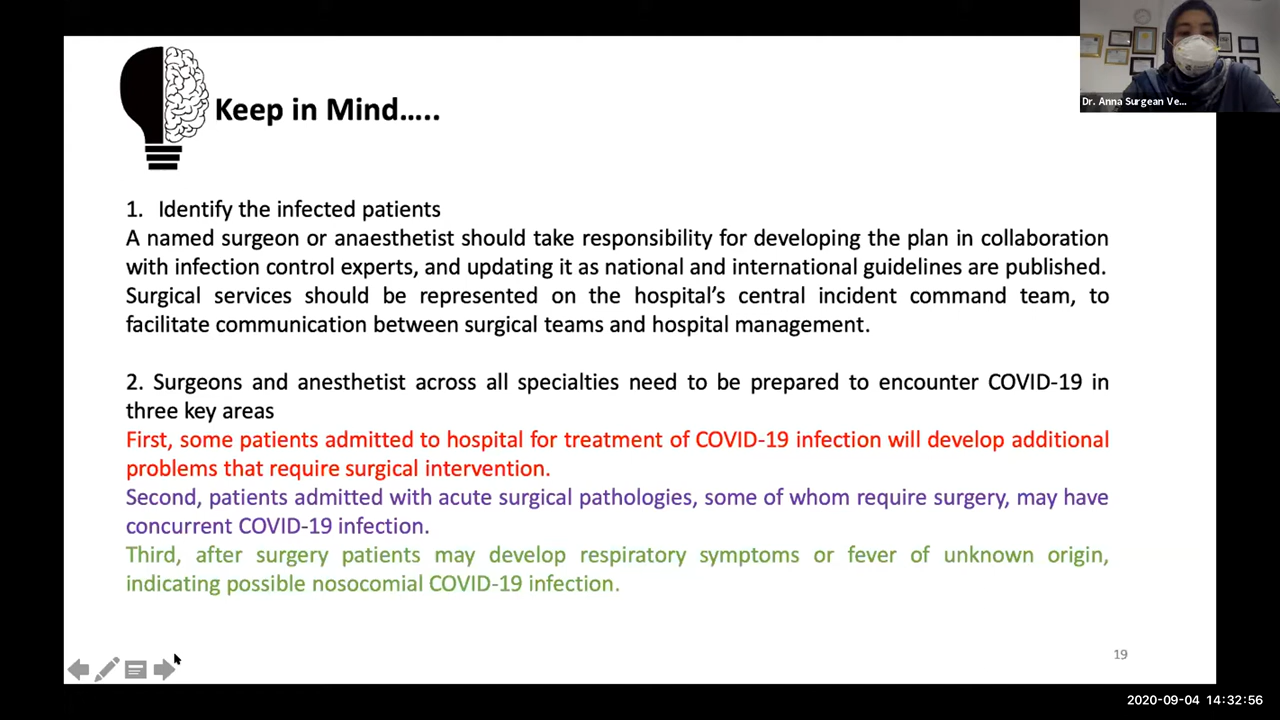 Keep in Mind.....
Dr. Anna Surgean Ve...
1. Identify the infected patients
A named surgeon or anaesthetist should take responsibility for developing the plan in collaboration
with infection control experts, and updating it as national and international guidelines are published.
Surgical services should be represented on the hospital's central incident command team, to
facilitate communication between surgical teams and hospital management.
2. Surgeons and anesthetist across all specialties need to be prepared to encounter COVID-19 in
three key areas
First, some patients admitted to hospital for treatment of COVID-19 infection will develop additional
problems that require surgical intervention.
Second, patients admitted with acute surgical pathologies, some of whom require surgery, may have
concurrent COVID-19 infection.
Third, after surgery patients may develop respiratory symptoms or fever of unknown origin,
indicating possible nosocomial COVID-19 infection.
19
2020-09-04 14:32:56